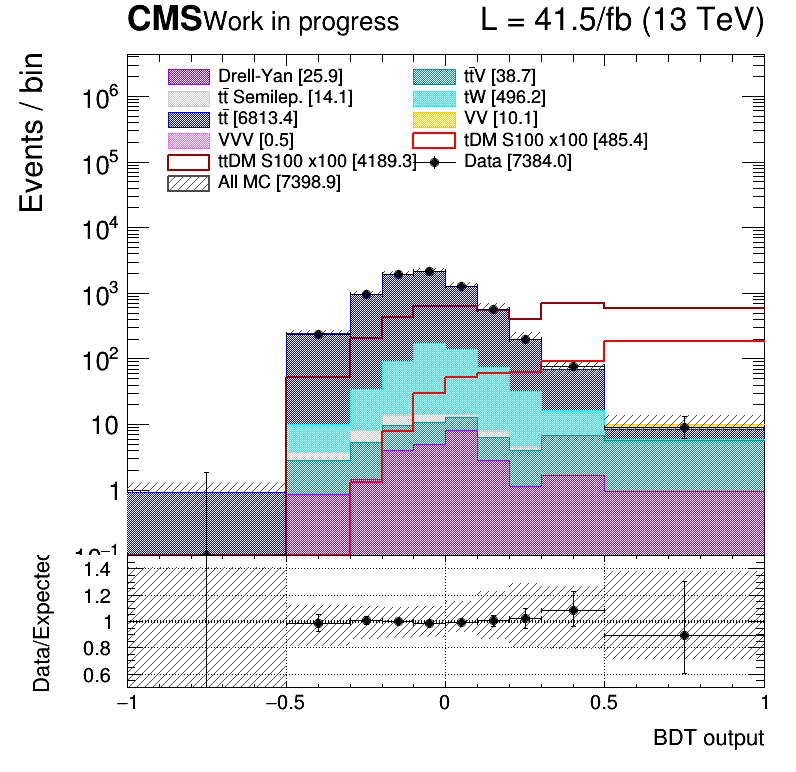 CMS Work in progress L = 41.5/fb (13 TeV)
Events / bin
Drell-Yan [25.9] tt̄V [38.7]
tt̄ Semilep. [14.1] tW [496.2]
tt̄ [6813.4] VV [10.1]
VVV [0.5] tDM S100 x100 [485.4]
ttDM S100 x100 [4189.3] Data [7384.0]
All MC [7398.9]
10⁶
10⁵
10⁴
10³
10²
10
1
10⁻¹
Data/Expected
1.4
1.2
1
0.8
0.6
−1 −0.5 0 0.5 1
BDT output